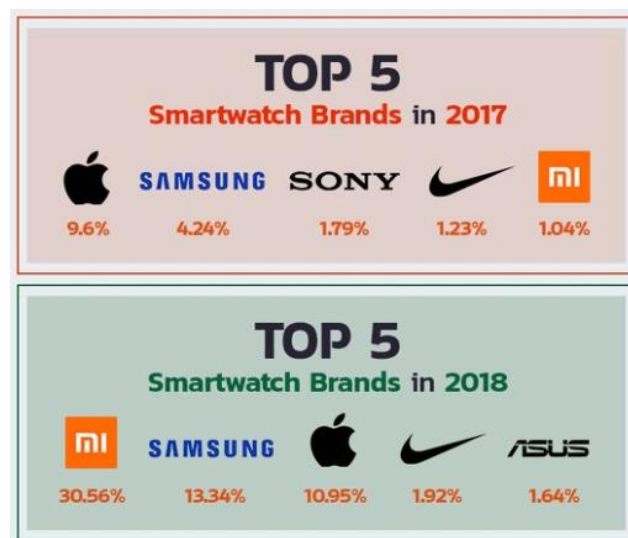 TOP 5
Smartwatch Brands in 2017
SAMSUNG SONY mi
9.6% 4.24% 1.79% 1.23% 1.04%
TOP 5
Smartwatch Brands in 2018
mi SAMSUNG ASUS
30.56% 13.34% 10.95% 1.92% 1.64%